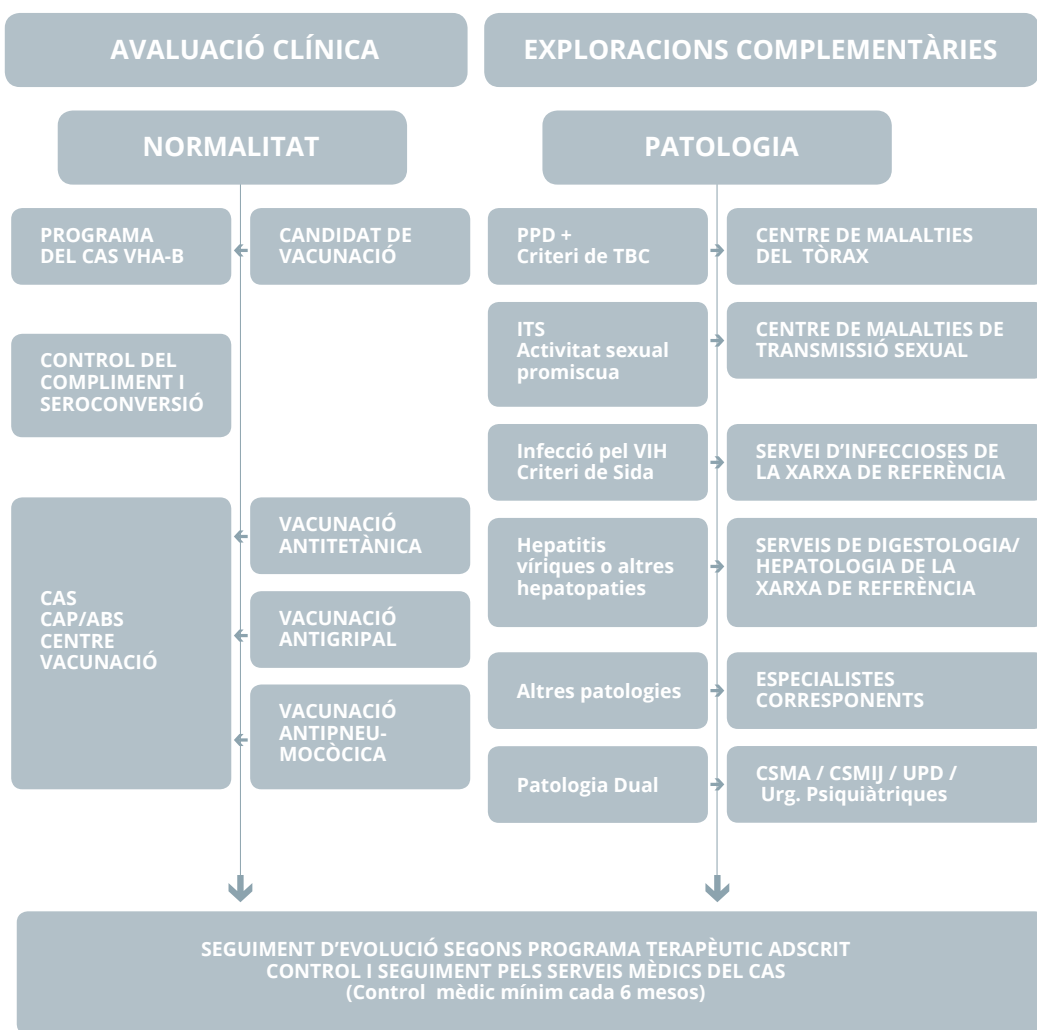 AVALUACIÓ CLÍNICA
EXPLORACIONS COMPLEMENTÀRIES
NORMALITAT
PATOLOGIA
PROGRAMA
DEL CAS VHA-B
CANDIDAT DE
VACUNACIÓ
CONTROL DEL
COMPLIMENT I
SEROCONVERSIÓ
CAS
CAP/ABS
CENTRE
VACUNACIÓ
VACUNACIÓ
ANTITETÀNICA
VACUNACIÓ
ANTIGRIPAL
VACUNACIÓ
ANTIPNEU-
MOCÒCICA
PPD +
Criteri de TBC
CENTRE DE MALALTIES
DEL TÒRAX
ITS
Activitat sexual
promiscua
CENTRE DE MALALTIES DE
TRANSMISSIÓ SEXUAL
Infecció pel VIH
Criteri de Sida
SERVEI D'INFECCIOSES DE
LA XARXA DE REFERÈNCIA
Hepatitis
víriques o altres
hepatopaties
SERVEIS DE DIGESTOLOGIA/
HEPATOLOGIA DE LA
XARXA DE REFERÈNCIA
Altres patologies
ESPECIALISTES
CORRESPONENTS
Patologia Dual
CSMA / CSMIJ / UPD /
Urg. Psiquiàtriques
SEGUIMENT D'EVOLUCIÓ SEGONS PROGRAMA TERAPÈUTIC ADSCRIT
CONTROL I SEGUIMENT PELS SERVEIS MÈDICS DEL CAS
(Control mèdic mínim cada 6 mesos)